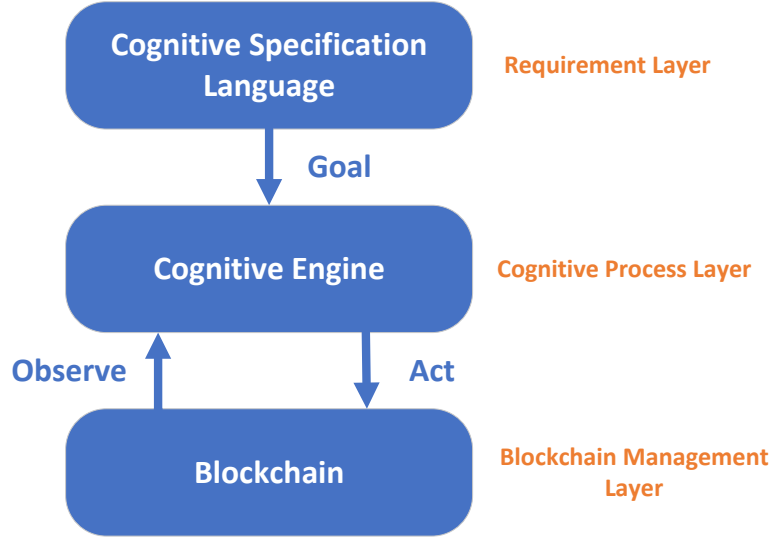 Cognitive Specification
Language
Requirement Layer
Goal
Cognitive Engine
Cognitive Process Layer
Observe
Act
Blockchain
Blockchain Management
Layer